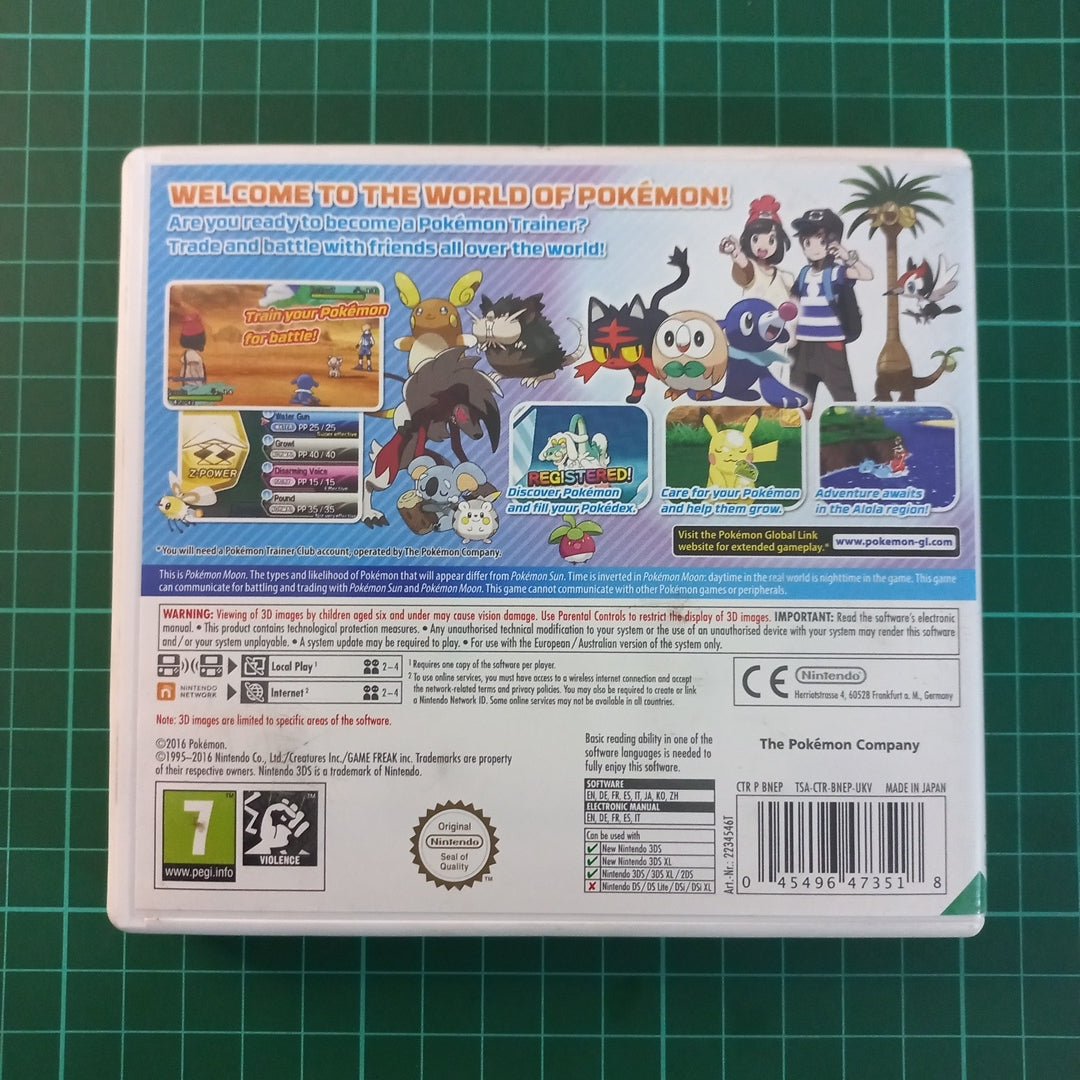 WELCOME TO THE WORLD OF POKÉMON!
Are you ready to become a Pokémon Trainer?
Trade and battle with friends all over the world!
Train your Pokémon
for battle!
Z-POWER
Water Gun
PP 25/25
Super effective
Growl
PP 40/40
Disarming Voice
PP 15/15
Effective
Pound
PP 35/35
Not very effective
REGISTERED!
Discover Pokémon
and fill your Pokédex.
Care for your Pokémon
and help them grow.
Adventure awaits
in the Alola region!
*You will need a Pokémon Trainer Club account, operated by The Pokémon Company.
Visit the Pokémon Global Link
website for extended gameplay.*
www.pokemon-gl.com
This is Pokémon Moon. The types and likelihood of Pokémon that will appear differ from Pokémon Sun. Time is inverted in Pokémon Moon: daytime in the real world is nighttime in the game. This game
can communicate for battling and trading with Pokémon Sun and Pokémon Moon. This game cannot communicate with other Pokémon games or peripherals.
WARNING: Viewing of 3D images by children aged six and under may cause vision damage. Use Parental Controls to restrict the display of 3D images. IMPORTANT: Read the software's electronic
manual. • This product contains technological protection measures. • Any unauthorised technical modification to your system or the use of an unauthorised device with your system may render this software
and/or your system unplayable. • A system update may be required to play. • For use with the European/Australian version of the system only.
Local Play¹ 2–4
NINTENDO
NETWORK
Internet² 2–4
¹ Requires one copy of the software per player.
² To use online services, you must have access to a wireless internet connection and accept
the network-related terms and privacy policies. You may also be required to create or link
a Nintendo Network ID. Some online services may not be available in all countries.
CE
Nintendo®
Herriotstrasse 4, 60528 Frankfurt a. M., Germany
Note: 3D images are limited to specific areas of the software.
©2016 Pokémon.
©1995–2016 Nintendo Co., Ltd./Creatures Inc./GAME FREAK inc. Trademarks are property
of their respective owners. Nintendo 3DS is a trademark of Nintendo.
Basic reading ability in one of the
software languages is needed to
fully enjoy this software.
The Pokémon Company
7
™
www.pegi.info
™
VIOLENCE
Original
Nintendo®
Seal of
Quality
™
SOFTWARE
EN, DE, FR, ES, IT, JA, KO, ZH
ELECTRONIC MANUAL
EN, DE, FR, ES, IT
Can be used with
New Nintendo 3DS
New Nintendo 3DS XL
Nintendo 3DS/3DS XL/2DS
Nintendo DS/DS Lite/DSi/DSi XL
Art.-Nr.: 2234546T
CTR P BNEP TSA-CTR-BNEP-UKV MADE IN JAPAN
0 45496 47351 8